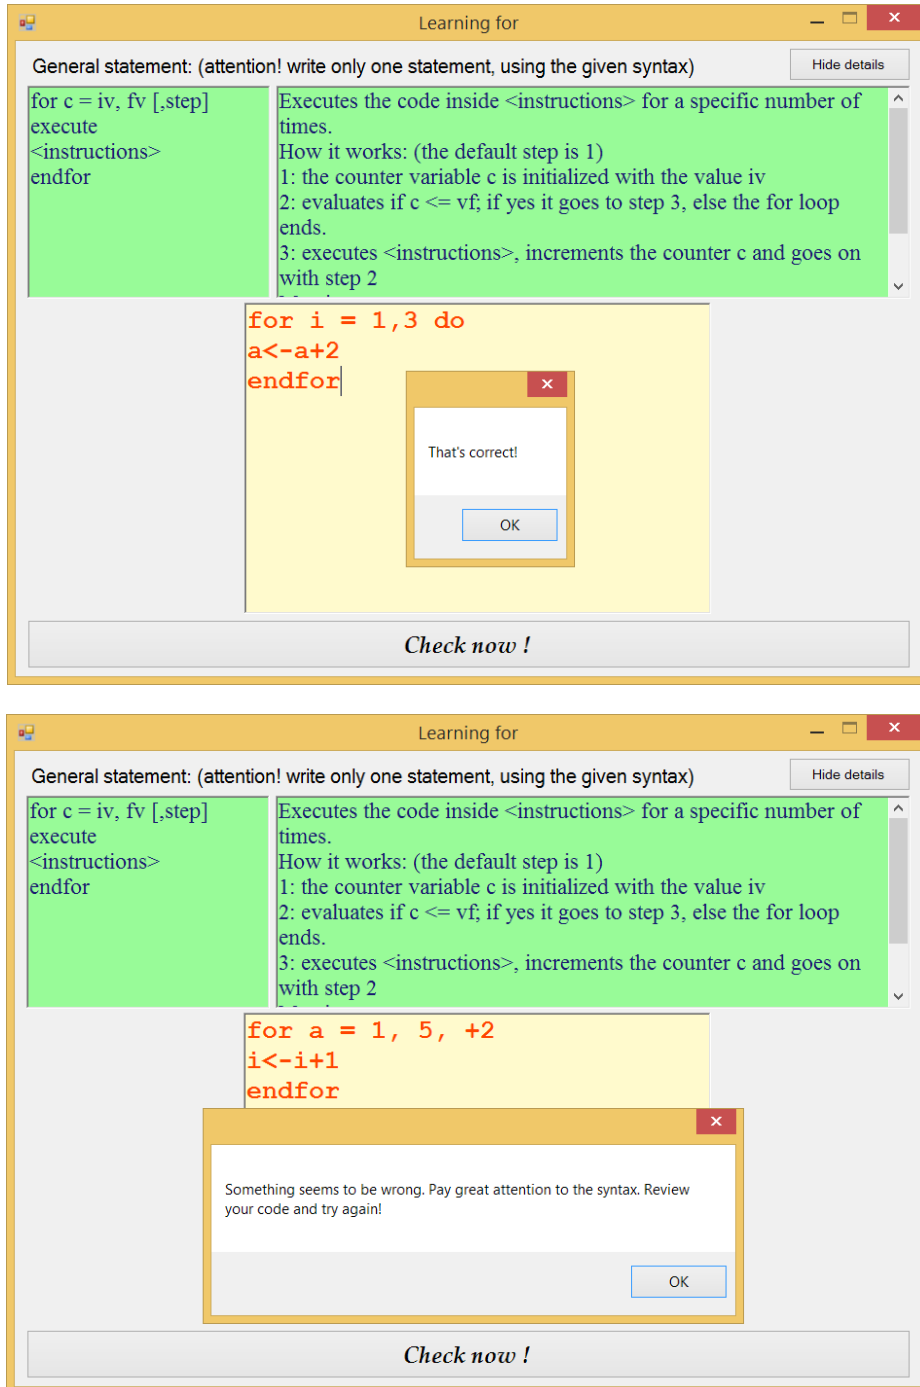 Learning for
General statement: (attention! write only one statement, using the given syntax)
Hide details
for c = iv, fv [,step]
execute
<instructions>
endfor
Executes the code inside <instructions> for a specific number of
times.
How it works: (the default step is 1)
1: the counter variable c is initialized with the value iv
2: evaluates if c <= vf; if yes it goes to step 3, else the for loop
ends.
3: executes <instructions>, increments the counter c and goes on
with step 2
for i = 1,3 do
a<-a+2
endfor
That's correct!
OK
Check now !
Learning for
General statement: (attention! write only one statement, using the given syntax)
Hide details
for c = iv, fv [,step]
execute
<instructions>
endfor
Executes the code inside <instructions> for a specific number of
times.
How it works: (the default step is 1)
1: the counter variable c is initialized with the value iv
2: evaluates if c <= vf; if yes it goes to step 3, else the for loop
ends.
3: executes <instructions>, increments the counter c and goes on
with step 2
for a = 1, 5, +2
i<-i+1
endfor
Something seems to be wrong. Pay great attention to the syntax. Review
your code and try again!
OK
Check now !